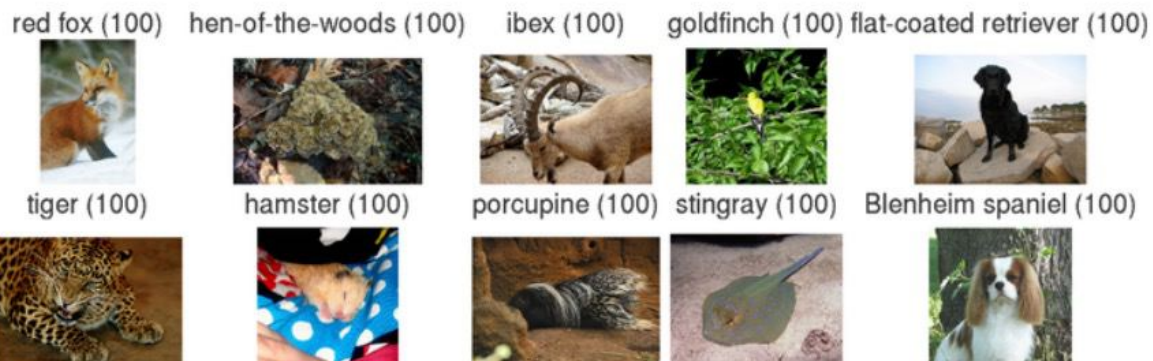 red fox (100) hen-of-the-woods (100) ibex (100) goldfinch (100) flat-coated retriever (100)
tiger (100) hamster (100) porcupine (100) stingray (100) Blenheim spaniel (100)